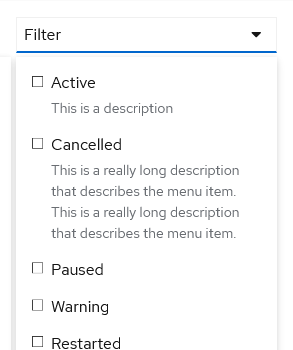 Filter
Active
This is a description
Cancelled
This is a really long description
that describes the menu item.
This is a really long description
that describes the menu item.
Paused
Warning
Restarted